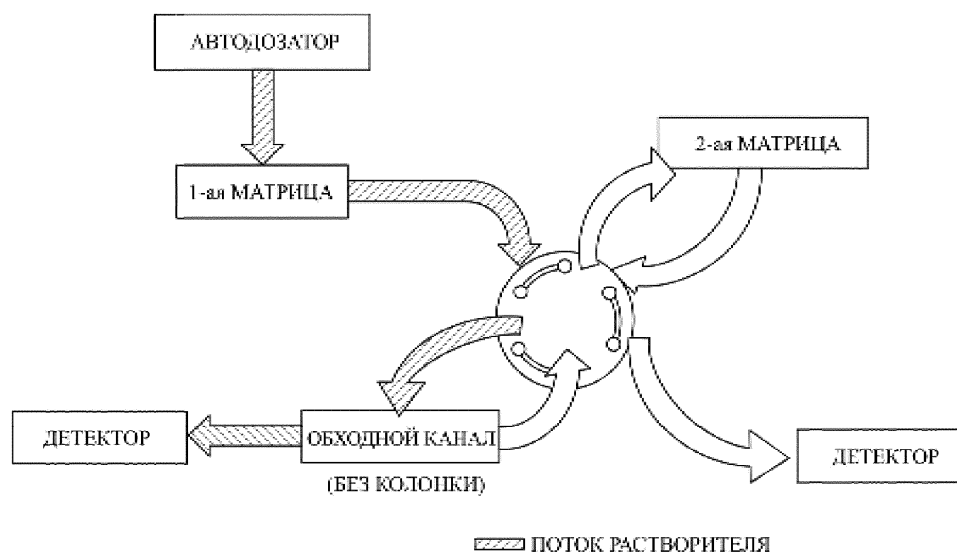 АВТОДОЗАТОР
2-ая МАТРИЦА
1-ая МАТРИЦА
ДЕТЕКТОР
ОБХОДНОЙ КАНАЛ
(БЕЗ КОЛОНКИ)
ДЕТЕКТОР
ПОТОК РАСТВОРИТЕЛЯ